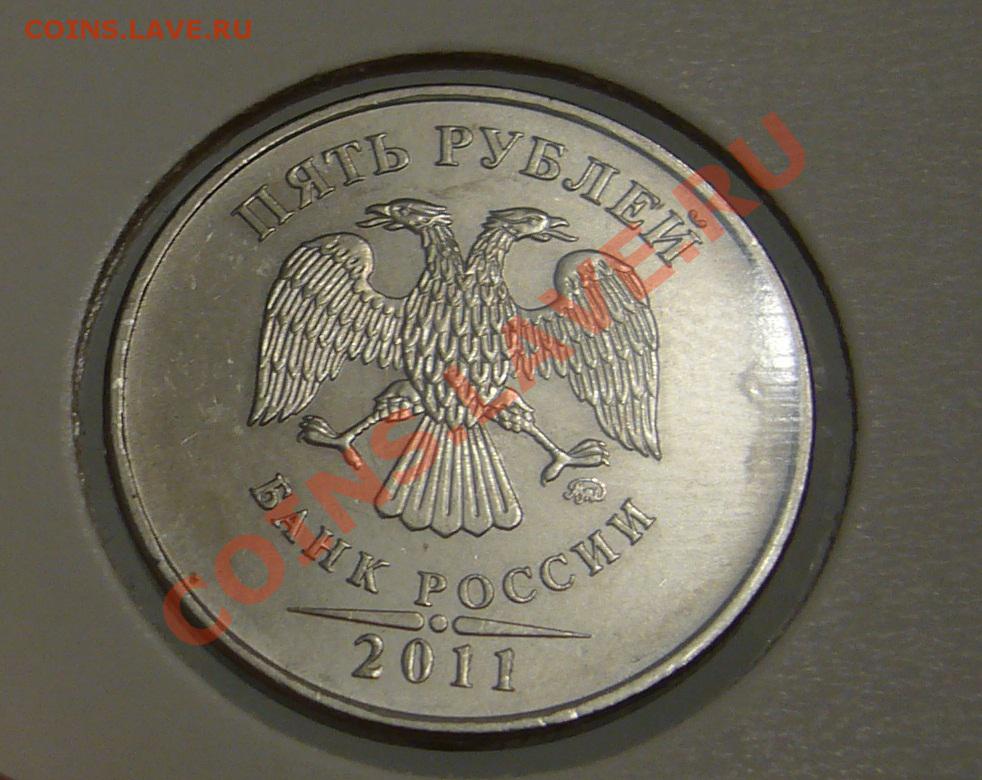 COINS.LAVE.RU
ПЯТЬ РУБЛЕЙ
COINS.LAVE.RU
БАНК РОССИИ
2011